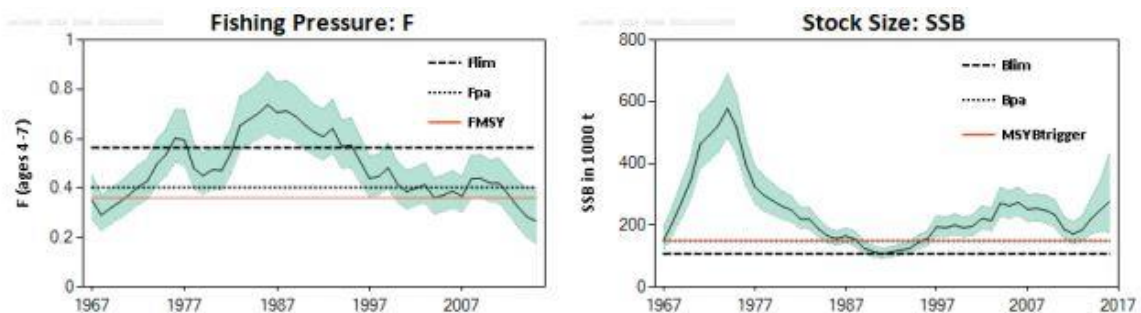 Fishing Pressure: F
F (ages 4-7)
1
0.8
0.6
0.4
0.2
0
Flim
Fpa
FMSY
1967
1977
1987
1997
2007
Stock Size: SSB
SSB in 1000 t
800
600
400
200
0
Blim
Bpa
MSYBtrigger
1967
1977
1987
1997
2007
2017